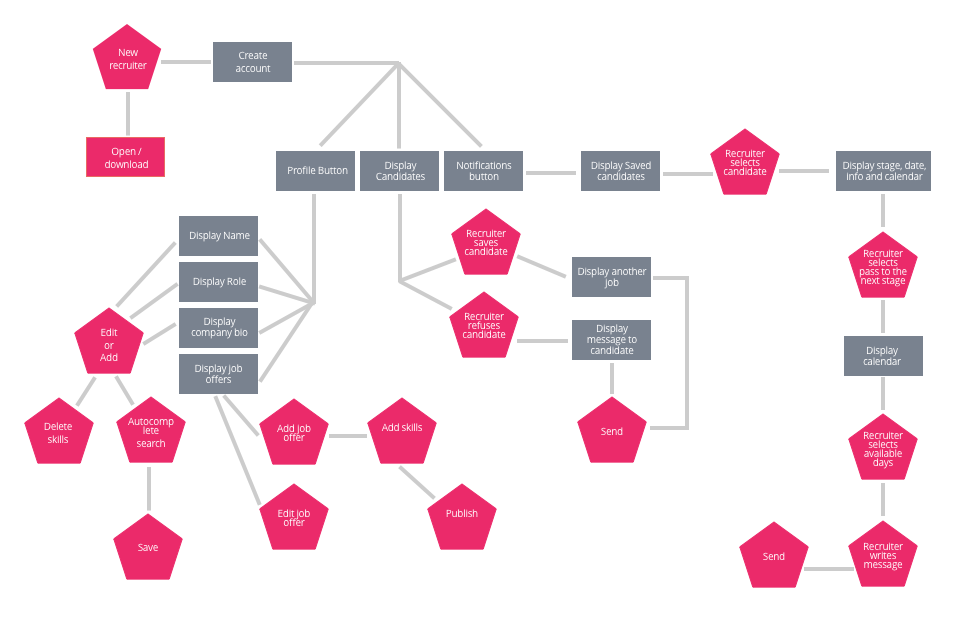 New
recruiter
Create
account
Open /
download
Profile Button
Display
Candidates
Notifications
button
Display Saved
candidates
Recruiter
selects
candidate
Display stage, date,
info and calendar
Display Name
Display Role
Display
company bio
Display job
offers
Recruiter
saves
candidate
Recruiter
refuses
candidate
Display another
job
Display
message to
candidate
Recruiter
selects
pass to the
next stage
Edit
or
Add
Display
calendar
Delete
skills
Autocomp
lete
search
Add job
offer
Add skills
Send
Recruiter
selects
available
days
Save
Edit job
offer
Publish
Send
Recruiter
writes
message